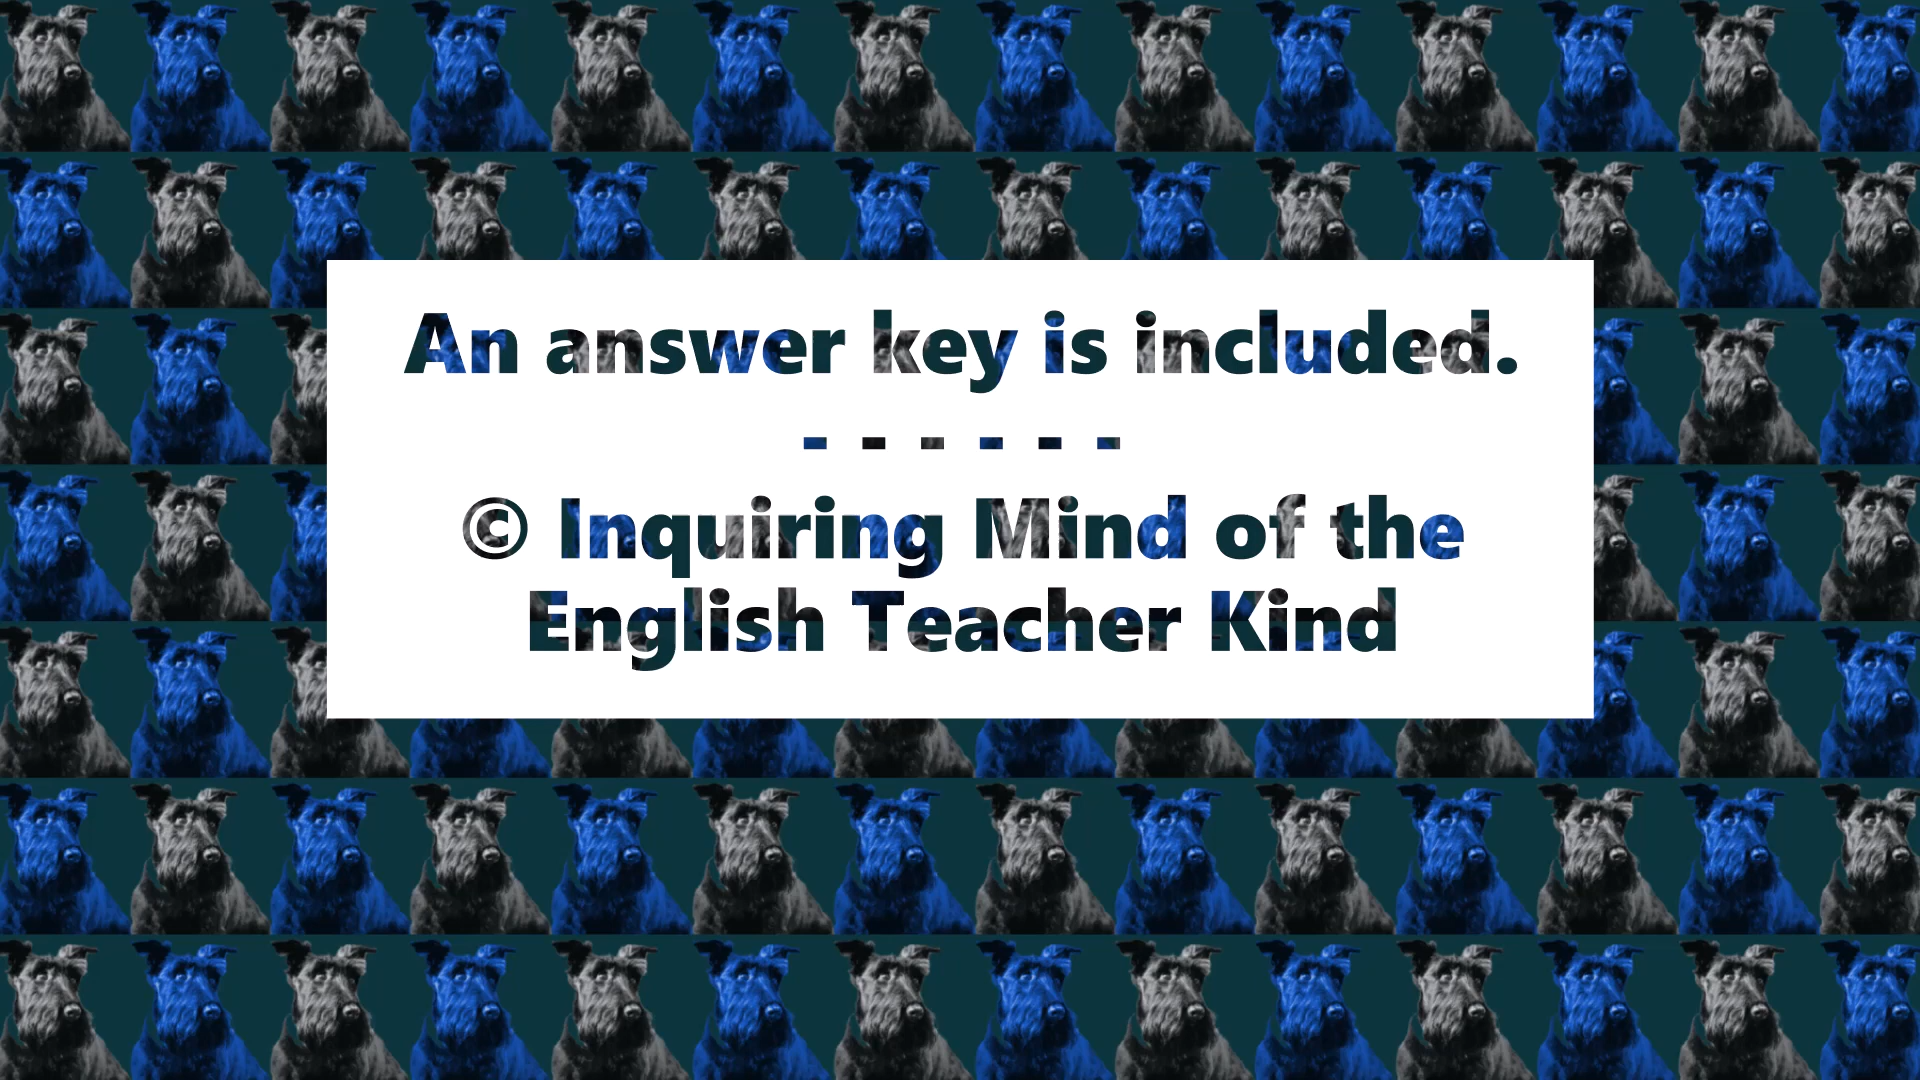 An answer key is included.
- - - - - -
© Inquiring Mind of the
English Teacher Kind